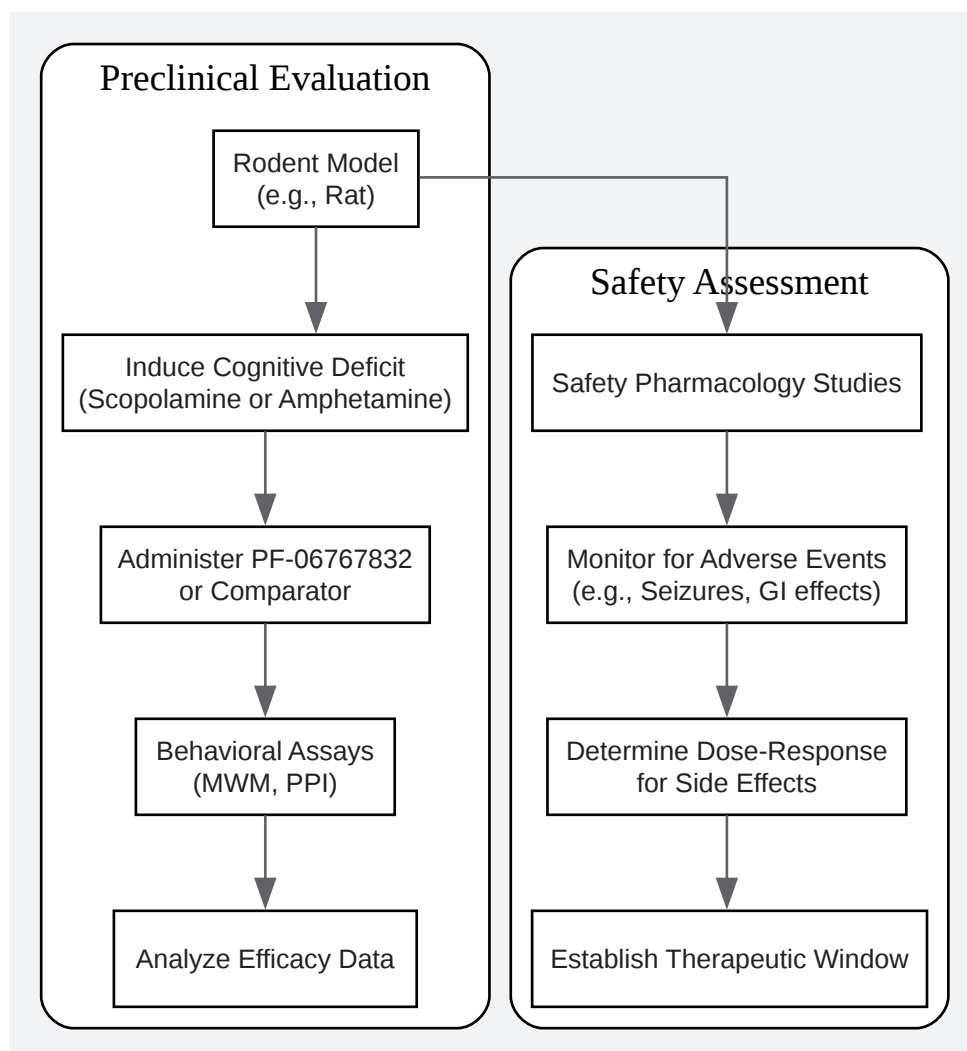 Preclinical Evaluation
Rodent Model
(e.g., Rat)
Induce Cognitive Deficit
(Scopolamine or Amphetamine)
Administer PF-06767832
or Comparator
Behavioral Assays
(MWM, PPI)
Analyze Efficacy Data
Safety Assessment
Safety Pharmacology Studies
Monitor for Adverse Events
(e.g., Seizures, GI effects)
Determine Dose-Response
for Side Effects
Establish Therapeutic Window